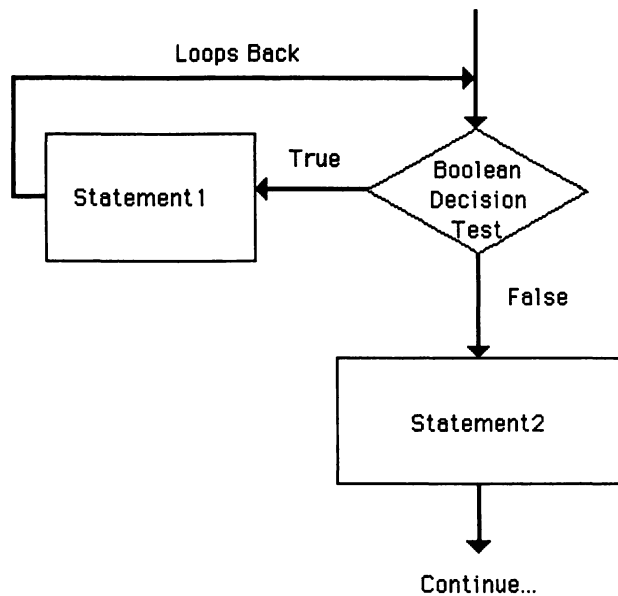 Loops Back
True
Statement1
Boolean
Decision
Test
False
Statement2
Continue...